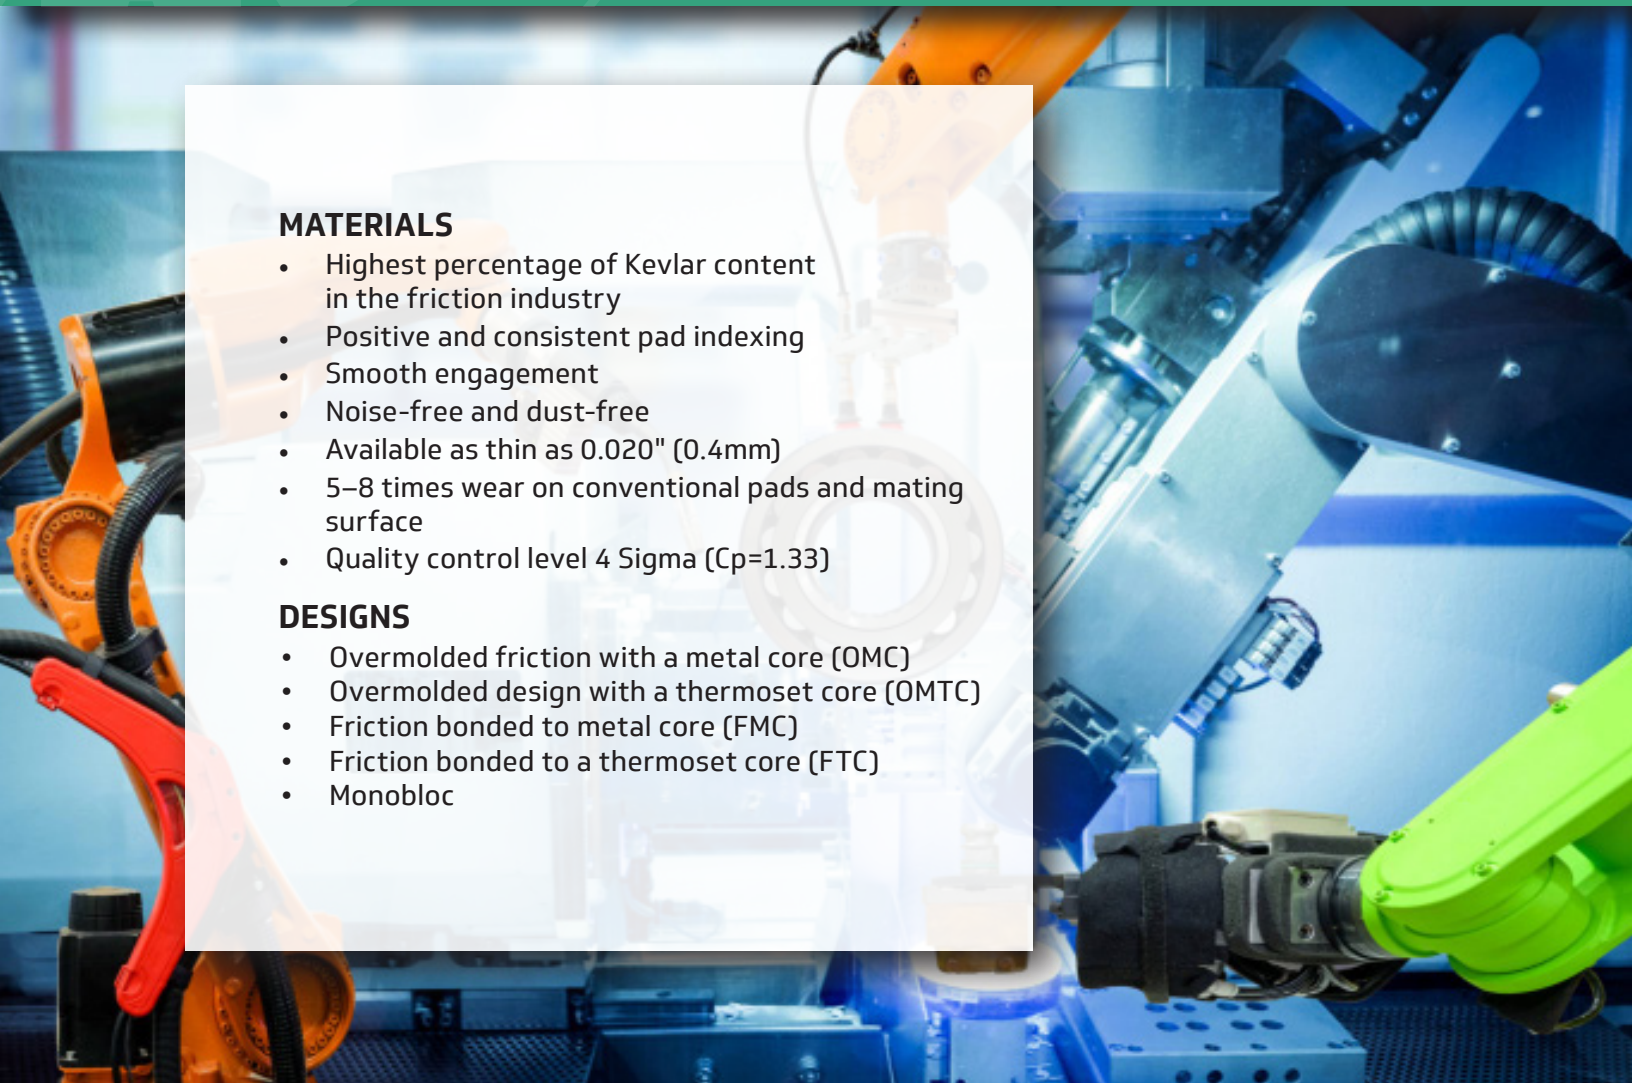 MATERIALS
• Highest percentage of Kevlar content
in the friction industry
• Positive and consistent pad indexing
• Smooth engagement
• Noise-free and dust-free
• Available as thin as 0.020" (0.4mm)
• 5–8 times wear on conventional pads and mating
surface
• Quality control level 4 Sigma (Cp=1.33)
DESIGNS
• Overmolded friction with a metal core (OMC)
• Overmolded design with a thermoset core (OMTC)
• Friction bonded to metal core (FMC)
• Friction bonded to a thermoset core (FTC)
• Monobloc